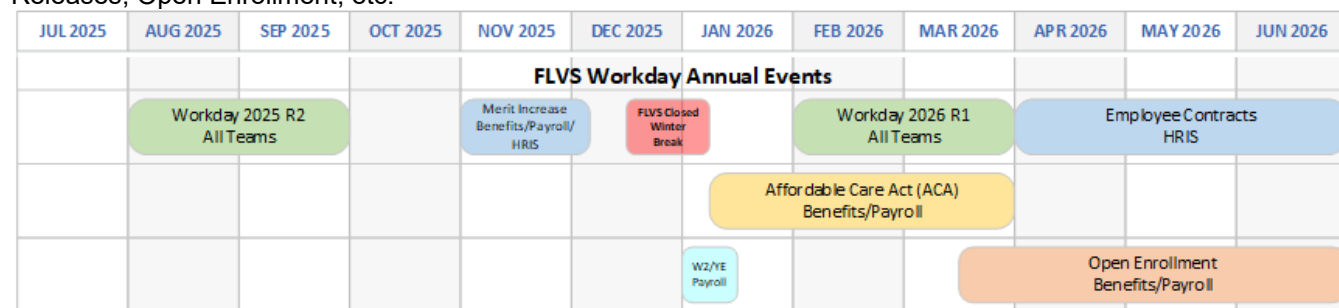 Releases, Open Enrollment, etc.
JUL 2025 AUG 2025 SEP 2025 OCT 2025 NOV 2025 DEC 2025 JAN 2026 FEB 2026 MAR 2026 APR 2026 MAY 2026 JUN 2026
FLVS Workday Annual Events
Workday 2025 R2
All Teams
Merit Increase
Benefits/Payroll/
HRIS
FLVS Closed
Winter
Break
Workday 2026 R1
All Teams
Employee Contracts
HRIS
Affordable Care Act (ACA)
Benefits/Payroll
W2/YE
Payroll
Open Enrollment
Benefits/Payroll